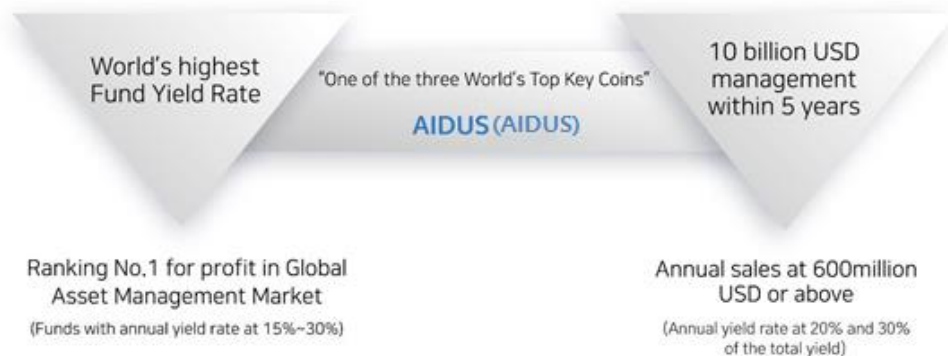 World's highest
Fund Yield Rate
"One of the three World's Top Key Coins"
AIDUS (AIDUS)
10 billion USD
management
within 5 years
Ranking No.1 for profit in Global
Asset Management Market
(Funds with annual yield rate at 15%~30%)
Annual sales at 600million
USD or above
(Annual yield rate at 20% and 30%
of the total yield)